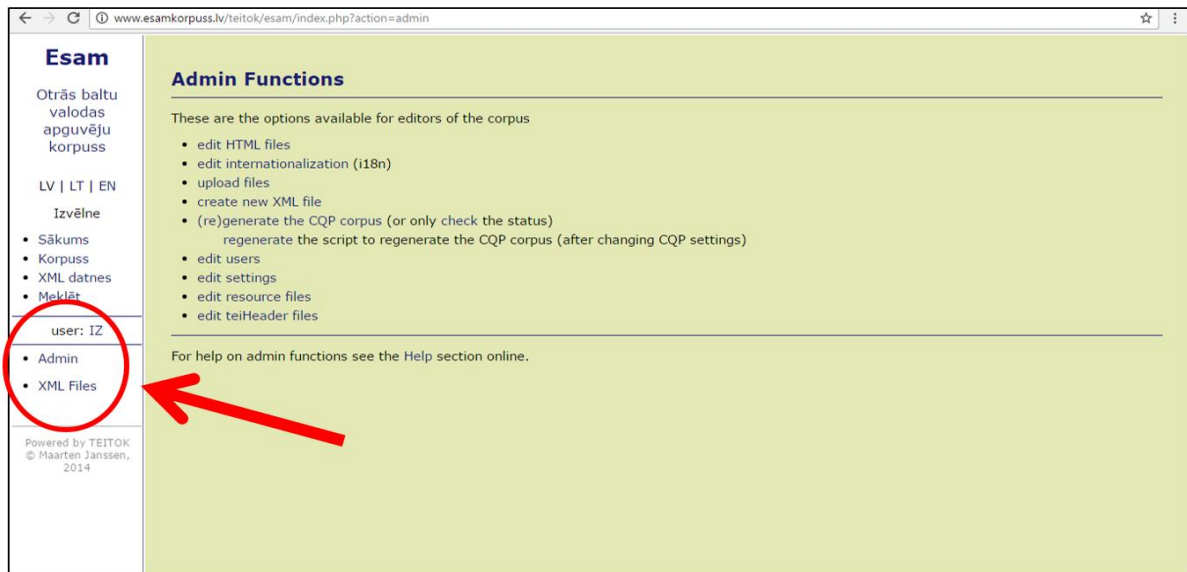 www.esamkorpuss.lv/teitok/esam/index.php?action=admin
Esam
Otrās baltu
valodas
apguvēju
korpuss
LV | LT | EN
Izvēlne
• Sākums
• Korpuss
• XML datnes
• Meklēt
user: IZ
• Admin
• XML Files
Powered by TEITOK
© Maarten Janssen,
2014
Admin Functions
These are the options available for editors of the corpus
• edit HTML files
• edit internationalization (i18n)
• upload files
• create new XML file
• (re)generate the CQP corpus (or only check the status)
regenerate the script to regenerate the CQP corpus (after changing CQP settings)
• edit users
• edit settings
• edit resource files
• edit teiHeader files
For help on admin functions see the Help section online.